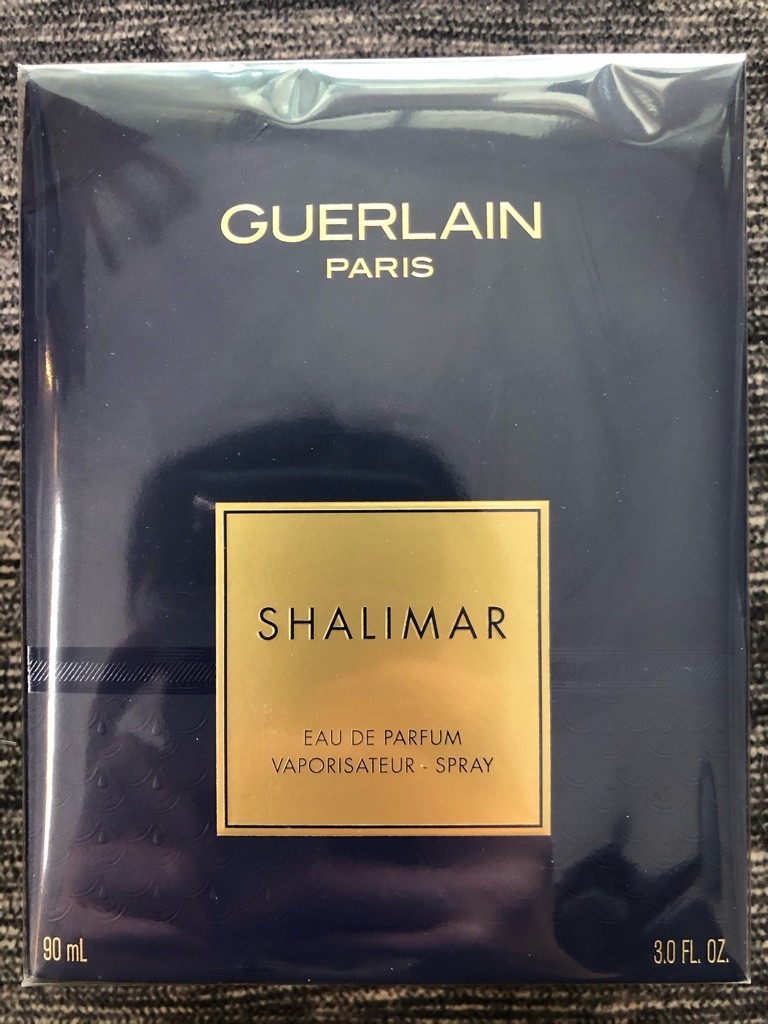 GUERLAIN
PARIS
SHALIMAR
EAU DE PARFUM
VAPORISATEUR - SPRAY
90 mL
3.0 FL. OZ.